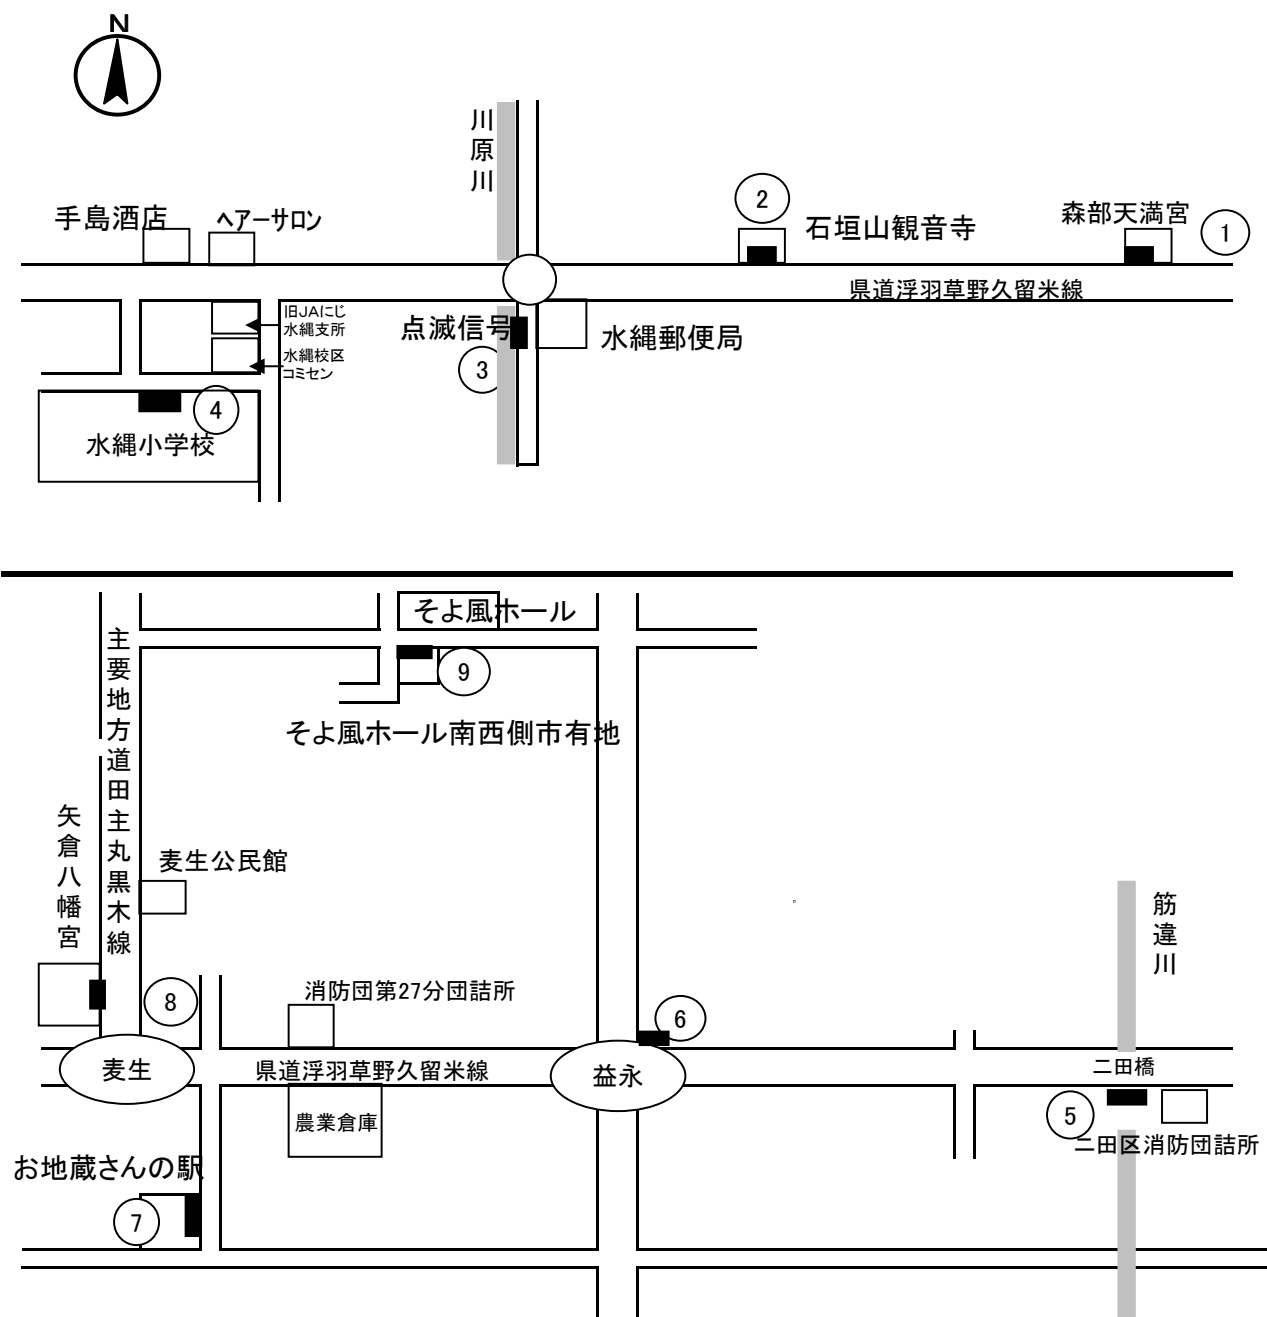 N
川原川
②
森部天満宮
①
手島酒店
ヘアーサロン
石垣山観音寺
県道浮羽草野久留米線
旧JAにじ
水縄支所
点滅信号
水縄郵便局
水縄校区
コミセン
③
④
水縄小学校
そよ風ホール
主要地方道田主丸黒木線
⑨
そよ風ホール南西側市有地
矢倉八幡宮
麦生公民館
筋違川
⑧
消防団第27分団詰所
⑥
麦生
県道浮羽草野久留米線
益永
二田橋
農業倉庫
⑤
二田区消防団詰所
お地蔵さんの駅
⑦